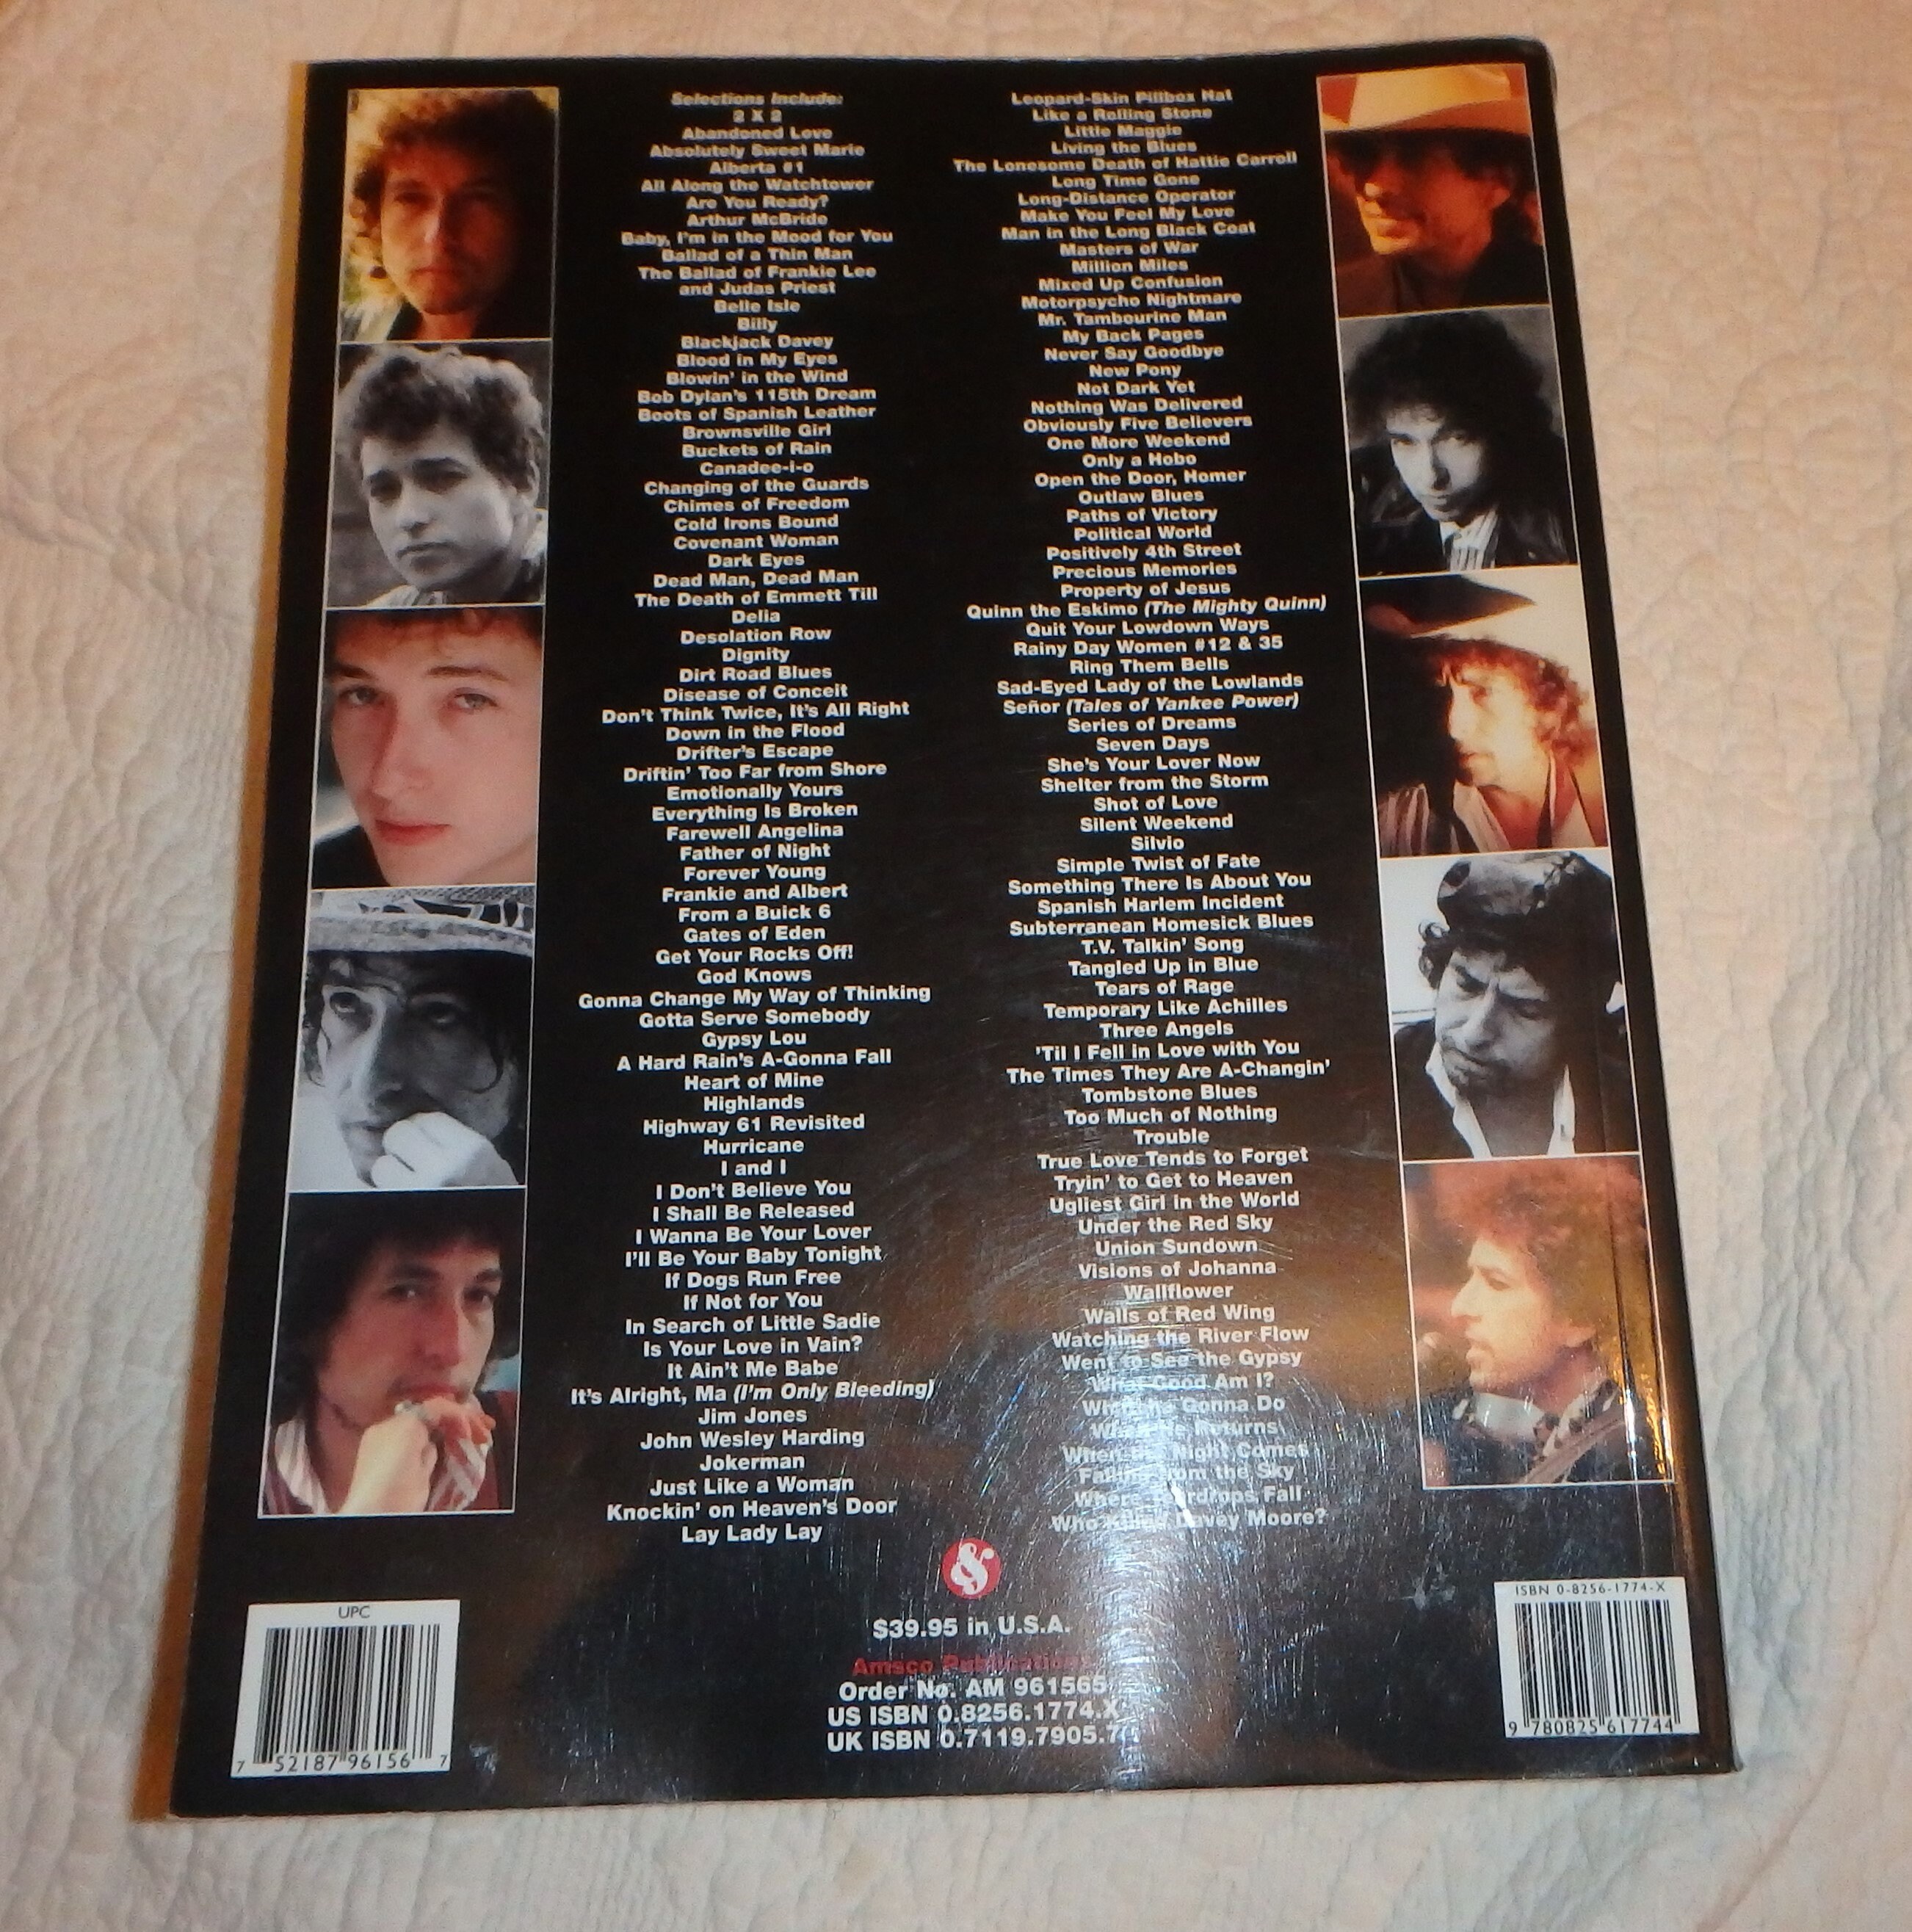 Selections Include:
2 X 2
Abandoned Love
Absolutely Sweet Marie
Alberta #1
All Along the Watchtower
Are You Ready?
Arthur McBride
Baby, I'm in the Mood for You
Ballad of a Thin Man
The Ballad of Frankie Lee
and Judas Priest
Belle Isle
Billy
Blackjack Davey
Blood in My Eyes
Blowin' in the Wind
Bob Dylan's 115th Dream
Boots of Spanish Leather
Brownsville Girl
Buckets of Rain
Canadee-i-o
Changing of the Guards
Chimes of Freedom
Cold Irons Bound
Covenant Woman
Dark Eyes
Dead Man, Dead Man
The Death of Emmett Till
Delia
Desolation Row
Dignity
Dirt Road Blues
Disease of Conceit
Don't Think Twice, It's All Right
Down in the Flood
Drifter's Escape
Driftin' Too Far from Shore
Emotionally Yours
Everything Is Broken
Farewell Angelina
Father of Night
Forever Young
Frankie and Albert
From a Buick 6
Gates of Eden
Get Your Rocks Off!
God Knows
Gonna Change My Way of Thinking
Gotta Serve Somebody
Gypsy Lou
A Hard Rain's A-Gonna Fall
Heart of Mine
Highlands
Highway 61 Revisited
Hurricane
I and I
I Don't Believe You
I Shall Be Released
I Wanna Be Your Lover
I'll Be Your Baby Tonight
If Dogs Run Free
If Not for You
In Search of Little Sadie
Is Your Love in Vain?
It Ain't Me Babe
It's Alright, Ma (I'm Only Bleeding)
Jim Jones
John Wesley Harding
Jokerman
Just Like a Woman
Knockin' on Heaven's Door
Lay Lady Lay
Leopard-Skin Pillbox Hat
Like a Rolling Stone
Little Maggie
Living the Blues
The Lonesome Death of Hattie Carroll
Long Time Gone
Long-Distance Operator
Make You Feel My Love
Man in the Long Black Coat
Masters of War
Million Miles
Mixed Up Confusion
Motorpsycho Nightmare
Mr. Tambourine Man
My Back Pages
Never Say Goodbye
New Pony
Not Dark Yet
Nothing Was Delivered
Obviously Five Believers
One More Weekend
Only a Hobo
Open the Door, Homer
Outlaw Blues
Paths of Victory
Political World
Positively 4th Street
Precious Memories
Property of Jesus
Quinn the Eskimo (The Mighty Quinn)
Quit Your Lowdown Ways
Rainy Day Women #12 & 35
Ring Them Bells
Sad-Eyed Lady of the Lowlands
Señor (Tales of Yankee Power)
Series of Dreams
Seven Days
She's Your Lover Now
Shelter from the Storm
Shot of Love
Silent Weekend
Silvio
Simple Twist of Fate
Something There Is About You
Spanish Harlem Incident
Subterranean Homesick Blues
T.V. Talkin' Song
Tangled Up in Blue
Tears of Rage
Temporary Like Achilles
Three Angels
'Til I Fell in Love with You
The Times They Are A-Changin'
Tombstone Blues
Too Much of Nothing
Trouble
True Love Tends to Forget
Tryin' to Get to Heaven
Ugliest Girl in the World
Under the Red Sky
Union Sundown
Visions of Johanna
Wallflower
Walls of Red Wing
Watching the River Flow
Went to See the Gypsy
What Good Am I?
Gonna Do
When He Returns
When the Night Comes
Falling from the Sky
Where Teardrops Fall
Who Killed Davey Moore?
$39.95 in U.S.A.
Amsco Publications
Order No. AM 961565
US ISBN 0.8256.1774.X
UK ISBN 0.7119.7905.7
UPC
7 52187 96156 7
ISBN 0-8256-1774-X
9 780825 617744